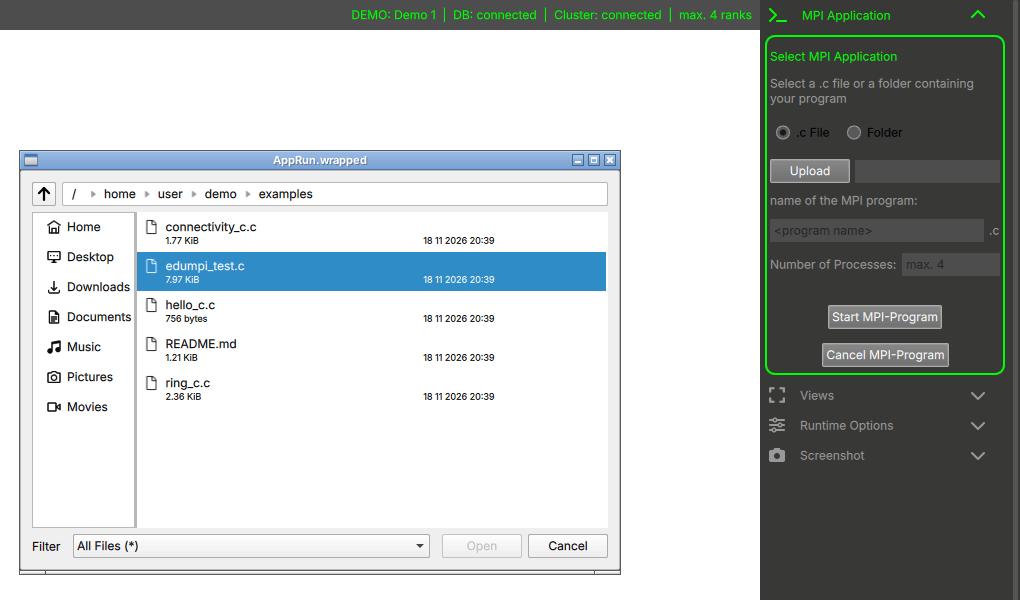 DEMO: Demo 1 | DB: connected | Cluster: connected | max. 4 ranks
MPI Application
Select MPI Application
Select a .c file or a folder containing
your program
.c File
Folder
Upload
name of the MPI program:
<program name>
.c
Number of Processes:
max. 4
Start MPI-Program
Cancel MPI-Program
Views
Runtime Options
Screenshot
AppRun.wrapped
/ home user demo examples
Home
Desktop
Downloads
Documents
Music
Pictures
Movies
connectivity_c.c
1.77 KiB 18 11 2026 20:39
edumpi_test.c
7.97 KiB 18 11 2026 20:39
hello_c.c
756 bytes 18 11 2026 20:39
README.md
1.21 KiB 18 11 2026 20:39
ring_c.c
2.36 KiB 18 11 2026 20:39
Filter
All Files (*)
Open
Cancel